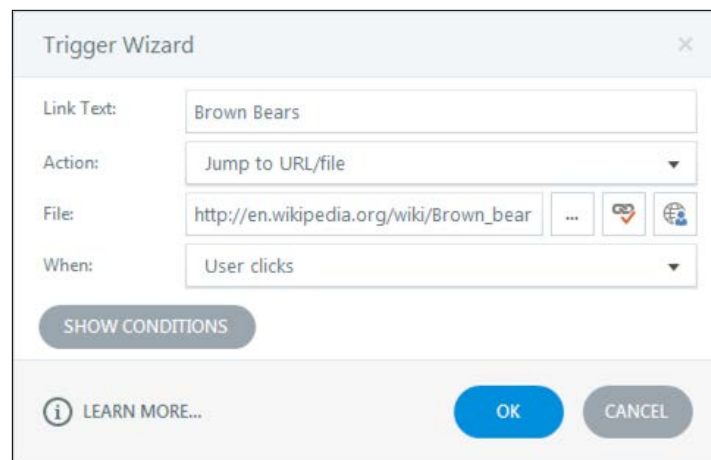 Trigger Wizard
Link Text: Brown Bears
Action: Jump to URL/file
File: http://en.wikipedia.org/wiki/Brown_bear ...
When: User clicks
SHOW CONDITIONS
LEARN MORE... OK CANCEL